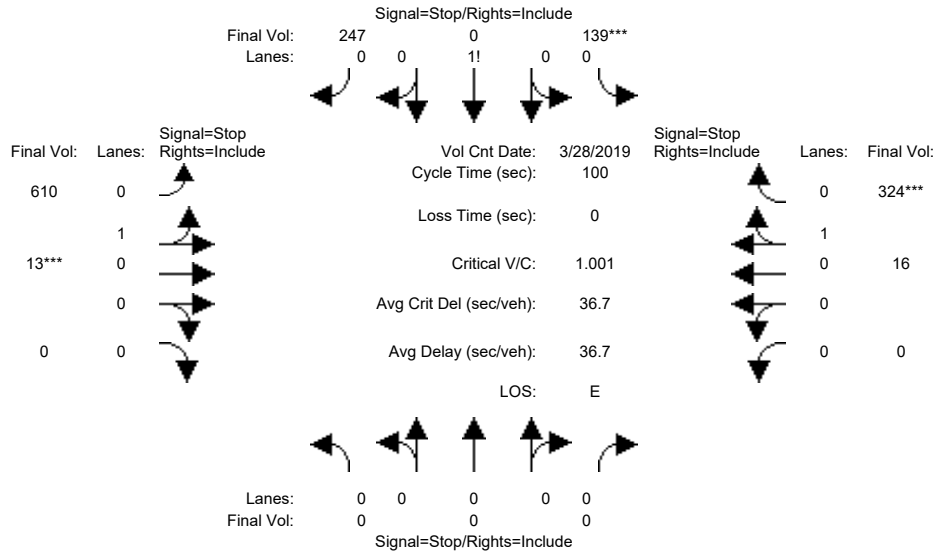 Signal=Stop/Rights=Include
Final Vol: 247 0 139***
Lanes: 0 0 1! 0 0
Signal=Stop
Final Vol: Lanes: Rights=Include
Vol Cnt Date: 3/28/2019
Signal=Stop
Rights=Include Lanes: Final Vol:
Cycle Time (sec): 100
610 0
0 324***
Loss Time (sec): 0
1
1
13*** 0
Critical V/C: 1.001
0 16
0
Avg Crit Del (sec/veh): 36.7
0
0 0
Avg Delay (sec/veh): 36.7
0 0
LOS: E
Lanes: 0 0 0 0 0
Final Vol: 0 0 0
Signal=Stop/Rights=Include